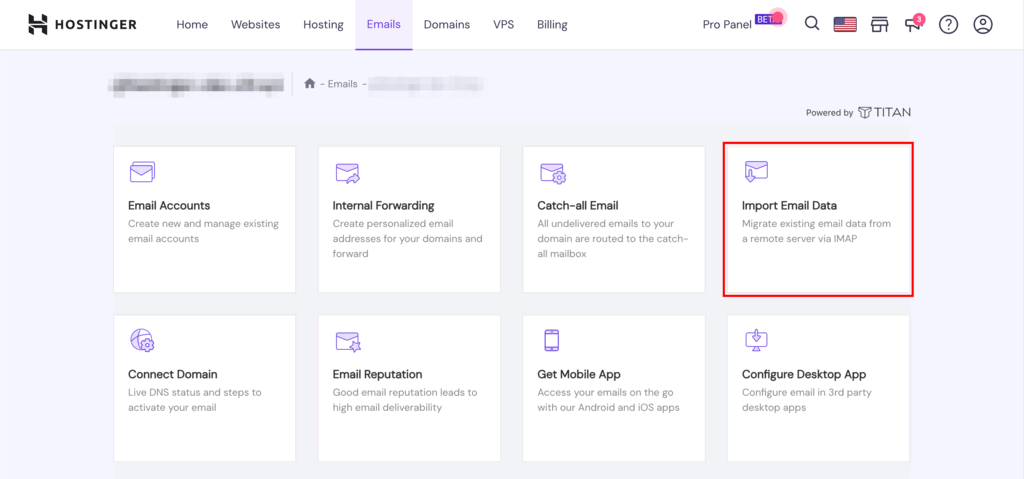 HOSTINGER Home Websites Hosting Emails Domains VPS Billing Pro Panel BET 3
- Emails -
Powered by TITAN
Email Accounts
Create new and manage existing
email accounts
Internal Forwarding
Create personalized email
addresses for your domains and
forward
Catch-all Email
All undelivered emails to your
domain are routed to the catch-
all mailbox
Import Email Data
Migrate existing email data from
a remote server via IMAP
Connect Domain
Live DNS status and steps to
activate your email
Email Reputation
Good email reputation leads to
high email deliverability
Get Mobile App
Access your emails on the go
with our Android and iOS apps
Configure Desktop App
Configure email in 3rd party
desktop apps